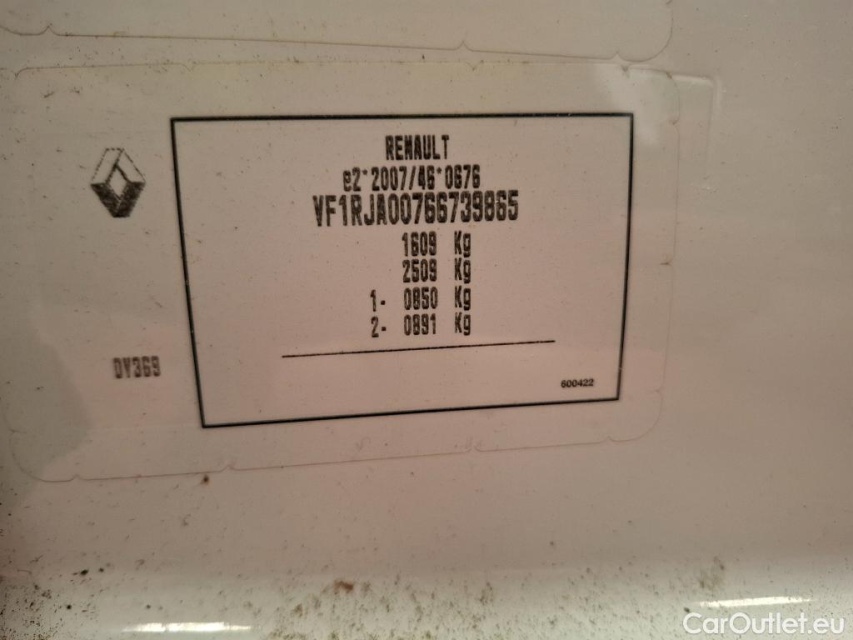 RENAULT
e2*2007/46*0676
VF1RJA00766739865
1609 Kg
2509 Kg
1- 0850 Kg
2- 0891 Kg
DV369
600422
CarOutlet.eu